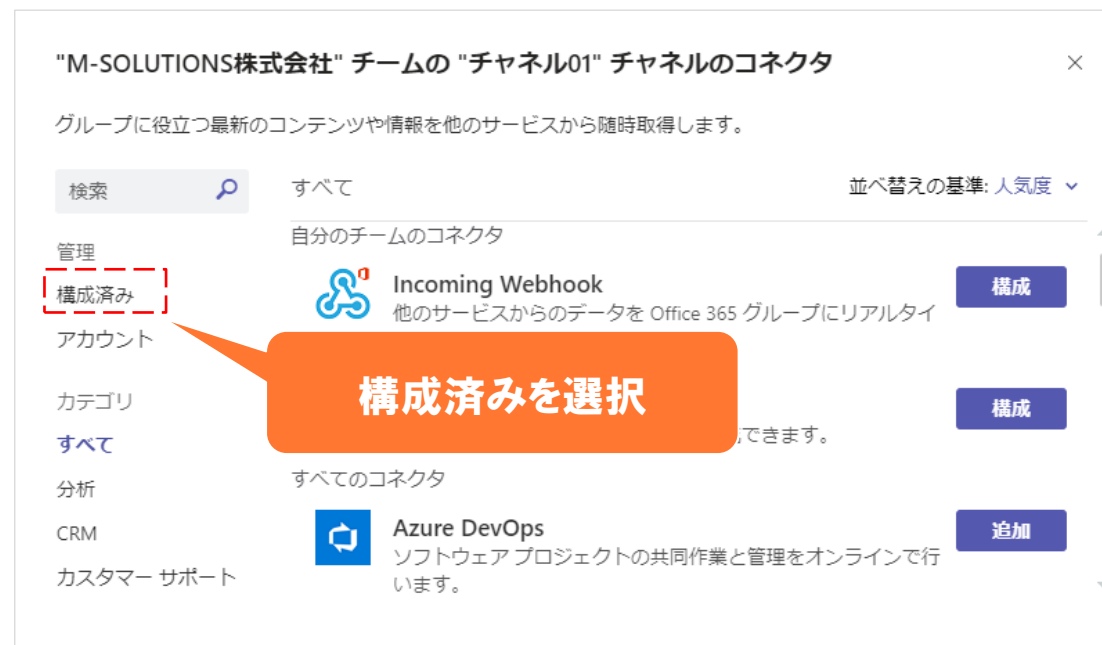 "M-SOLUTIONS株式会社" チームの "チャネル01" チャネルのコネクタ
グループに役立つ最新のコンテンツや情報を他のサービスから随時取得します。
検索
すべて
並べ替えの基準: 人気度
管理
構成済み
アカウント
カテゴリ
すべて
分析
CRM
カスタマー サポート
自分のチームのコネクタ
Incoming Webhook
他のサービスからのデータを Office 365 グループにリアルタイ
構成
構成済みを選択
できます。
構成
すべてのコネクタ
Azure DevOps
ソフトウェア プロジェクトの共同作業と管理をオンラインで行
います。
追加